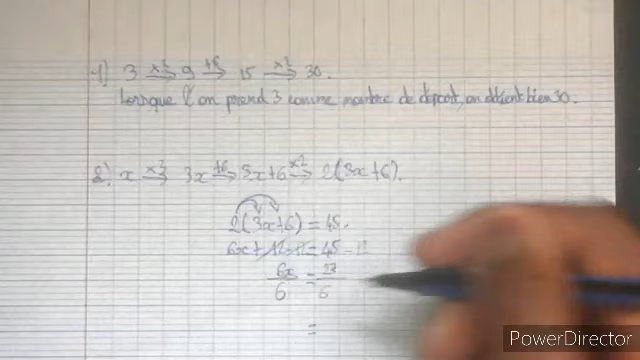 1) 3 ×3→ 9 +6→ 15 ×2→ 30.
Lorsque l'on prend 3 comme nombre de départ, on obtient bien 30.
2) x ×3→ 3x +6→ 3x+6 ×2→ 2(3x+6).
2(3x+6) = 45.
6x+12-12 = 45-12
6x/6 = 33/6
=
PowerDirector